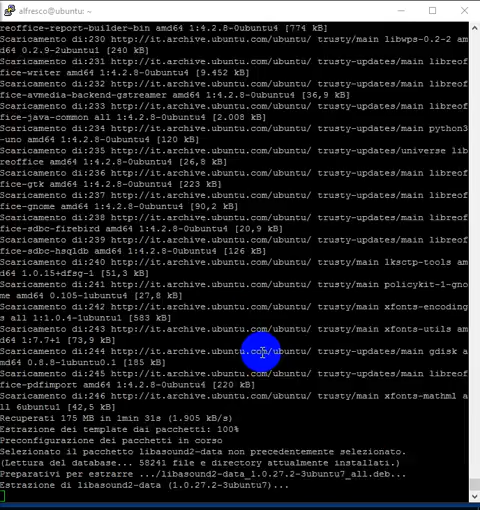 alfresco@ubuntu: ~
reoffice-report-builder-bin amd64 1:4.2.8-0ubuntu4 [774 kB]
Scaricamento di:230 http://it.archive.ubuntu.com/ubuntu/ trusty/main libwps-0.2-2 am
d64 0.2.9-2ubuntu1 [240 kB]
Scaricamento di:231 http://it.archive.ubuntu.com/ubuntu/ trusty-updates/main libreof
fice-writer amd64 1:4.2.8-0ubuntu4 [9.452 kB]
Scaricamento di:232 http://it.archive.ubuntu.com/ubuntu/ trusty-updates/main libreof
fice-avmedia-backend-gstreamer amd64 1:4.2.8-0ubuntu4 [36,9 kB]
Scaricamento di:233 http://it.archive.ubuntu.com/ubuntu/ trusty-updates/main libreof
fice-java-common all 1:4.2.8-0ubuntu4 [2.008 kB]
Scaricamento di:234 http://it.archive.ubuntu.com/ubuntu/ trusty-updates/main python3
-uno amd64 1:4.2.8-0ubuntu4 [120 kB]
Scaricamento di:235 http://it.archive.ubuntu.com/ubuntu/ trusty-updates/universe lib
reoffice amd64 1:4.2.8-0ubuntu4 [26,8 kB]
Scaricamento di:236 http://it.archive.ubuntu.com/ubuntu/ trusty-updates/main libreof
fice-gtk amd64 1:4.2.8-0ubuntu4 [223 kB]
Scaricamento di:237 http://it.archive.ubuntu.com/ubuntu/ trusty-updates/main libreof
fice-gnome amd64 1:4.2.8-0ubuntu4 [90,2 kB]
Scaricamento di:238 http://it.archive.ubuntu.com/ubuntu/ trusty-updates/main libreof
fice-sdbc-firebird amd64 1:4.2.8-0ubuntu4 [20,9 kB]
Scaricamento di:239 http://it.archive.ubuntu.com/ubuntu/ trusty-updates/main libreof
fice-sdbc-hsqldb amd64 1:4.2.8-0ubuntu4 [126 kB]
Scaricamento di:240 http://it.archive.ubuntu.com/ubuntu/ trusty/main lksctp-tools am
d64 1.0.15+dfsg-1 [51,3 kB]
Scaricamento di:241 http://it.archive.ubuntu.com/ubuntu/ trusty/main policykit-1-gno
me amd64 0.105-1ubuntu4 [27,8 kB]
Scaricamento di:242 http://it.archive.ubuntu.com/ubuntu/ trusty/main xfonts-encoding
s all 1:1.0.4-1ubuntu1 [583 kB]
Scaricamento di:243 http://it.archive.ubuntu.com/ubuntu/ trusty/main xfonts-utils am
d64 1:7.7+1 [73,9 kB]
Scaricamento di:244 http://it.archive.ubuntu.com/ubuntu/ trusty-updates/main gdisk a
md64 0.8.8-1ubuntu0.1 [185 kB]
Scaricamento di:245 http://it.archive.ubuntu.com/ubuntu/ trusty-updates/main libreof
fice-pdfimport amd64 1:4.2.8-0ubuntu4 [220 kB]
Scaricamento di:246 http://it.archive.ubuntu.com/ubuntu/ trusty/main xfonts-mathml a
ll 6ubuntu1 [42,5 kB]
Recuperati 175 MB in 1min 31s (1.905 kB/s)
Estrazione dei template dai pacchetti: 100%
Preconfigurazione dei pacchetti in corso
Selezionato il pacchetto libasound2-data non precedentemente selezionato.
(Lettura del database... 58241 file e directory attualmente installati.)
Preparativi per estrarre .../libasound2-data_1.0.27.2-3ubuntu7_all.deb...
Estrazione di libasound2-data (1.0.27.2-3ubuntu7)...